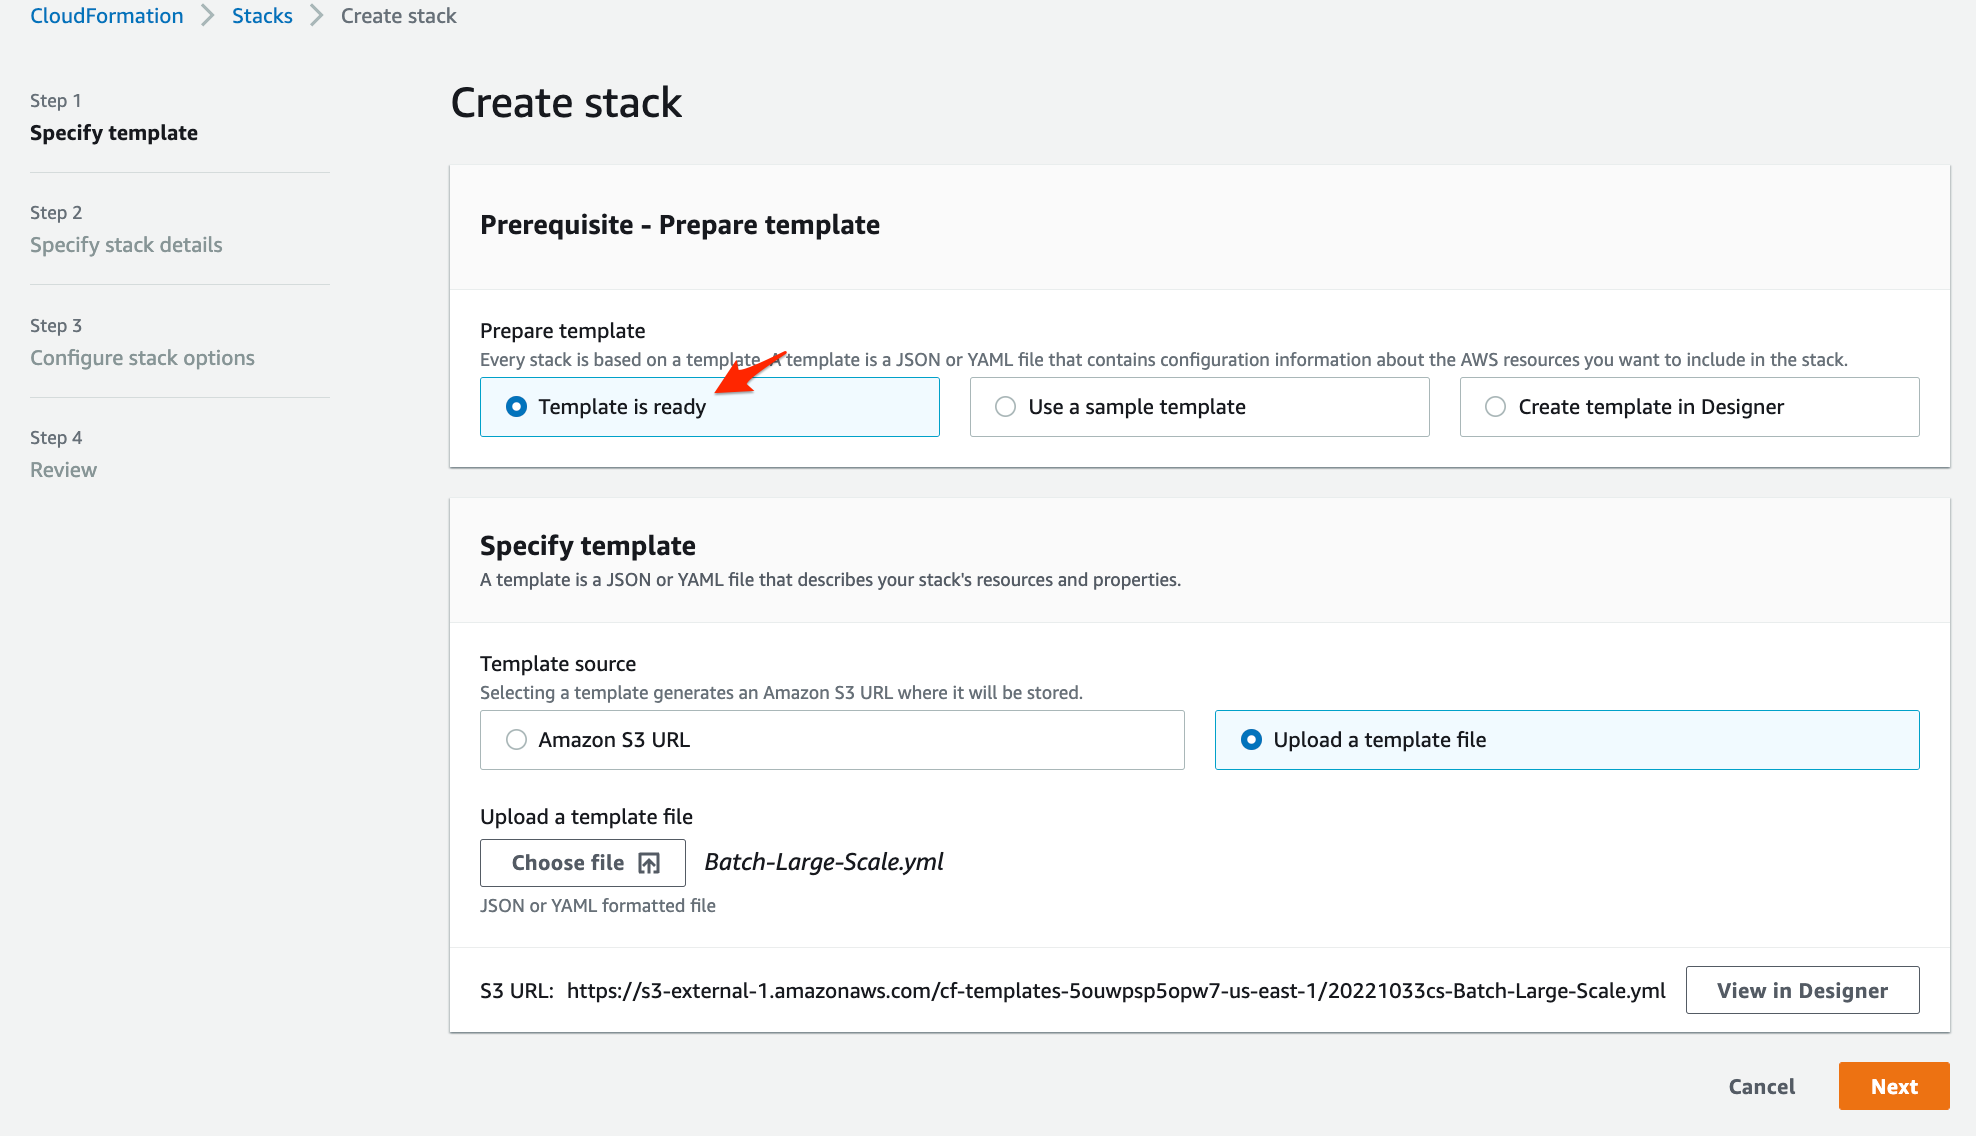 CloudFormation > Stacks > Create stack
Step 1
Specify template
Step 2
Specify stack details
Step 3
Configure stack options
Step 4
Review
Create stack
Prerequisite - Prepare template
Prepare template
Every stack is based on a template. A template is a JSON or YAML file that contains configuration information about the AWS resources you want to include in the stack.
Template is ready
Use a sample template
Create template in Designer
Specify template
A template is a JSON or YAML file that describes your stack's resources and properties.
Template source
Selecting a template generates an Amazon S3 URL where it will be stored.
Amazon S3 URL
Upload a template file
Upload a template file
Choose file Batch-Large-Scale.yml
JSON or YAML formatted file
S3 URL: https://s3-external-1.amazonaws.com/cf-templates-5ouwpsp5opw7-us-east-1/20221033cs-Batch-Large-Scale.yml
View in Designer
Cancel
Next